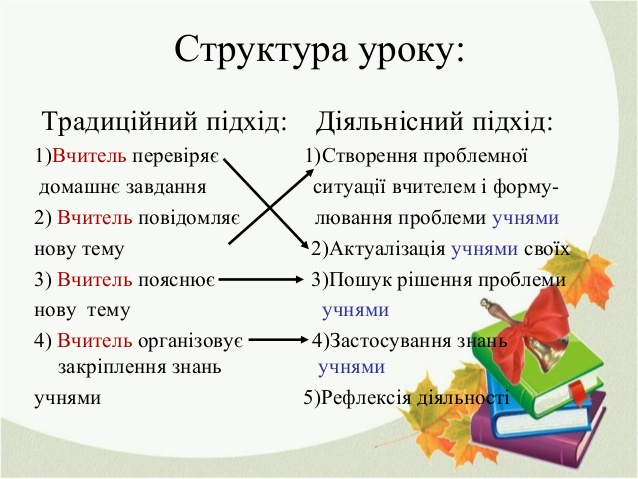 Структура уроку:
Традиційний підхід:
1)Вчитель перевіряє
домашнє завдання
2) Вчитель повідомляє
нову тему
3) Вчитель пояснює
нову тему
4) Вчитель організовує
закріплення знань
учнями
Діяльнісний підхід:
1)Створення проблемної
ситуації вчителем і форму-
лювання проблеми учнями
2)Актуалізація учнями своїх
3)Пошук рішення проблеми
учнями
4)Застосування знань
учнями
5)Рефлексія діяльності